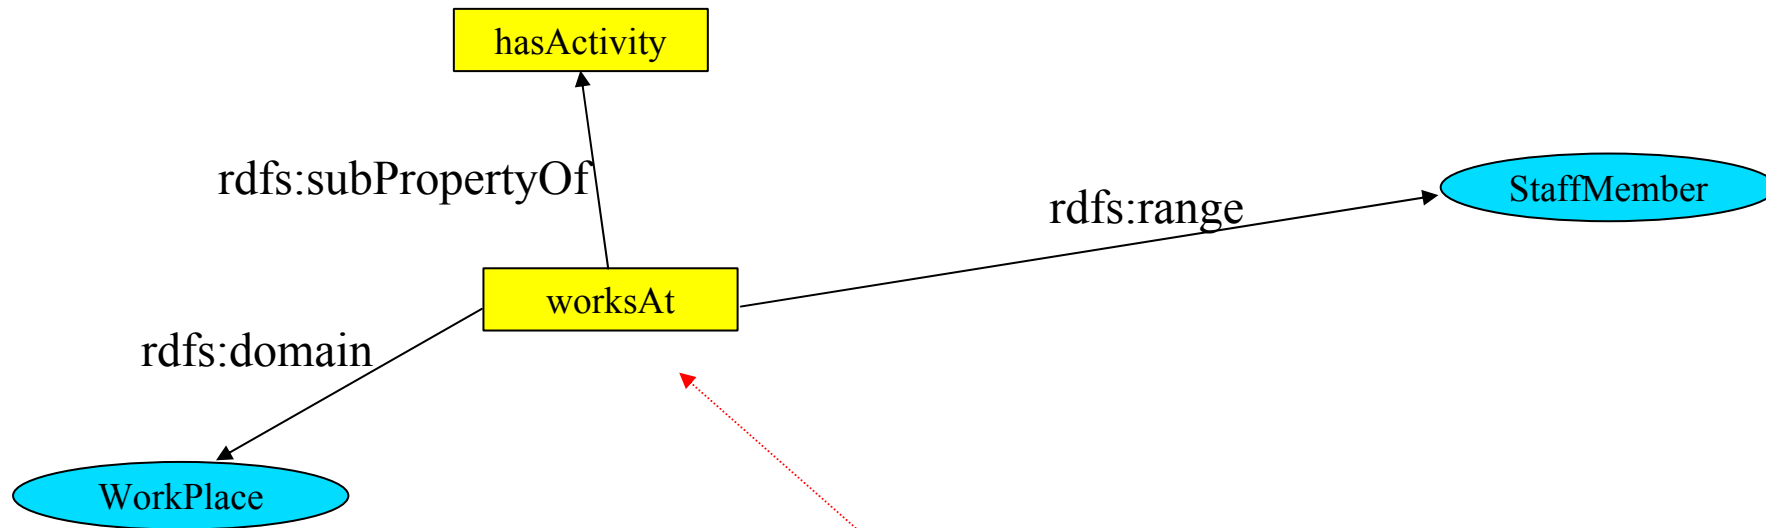 hasActivity
rdfs:subPropertyOf
StaffMember
rdfs:range
worksAt
rdfs:domain
WorkPlace